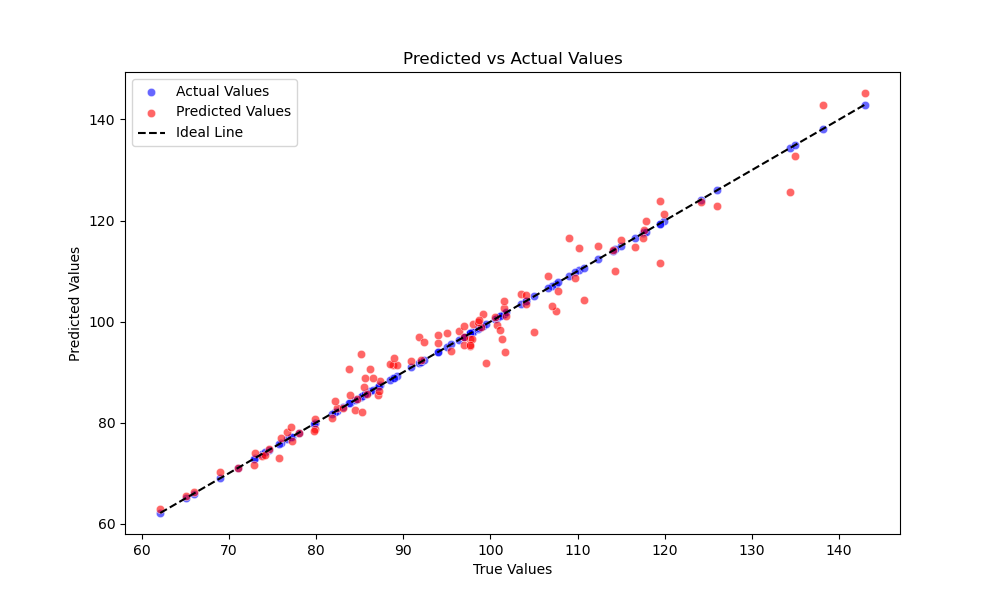 Predicted vs Actual Values
Actual Values
Predicted Values
Ideal Line
Predicted Values
140
120
100
80
60
60 70 80 90 100 110 120 130 140
True Values